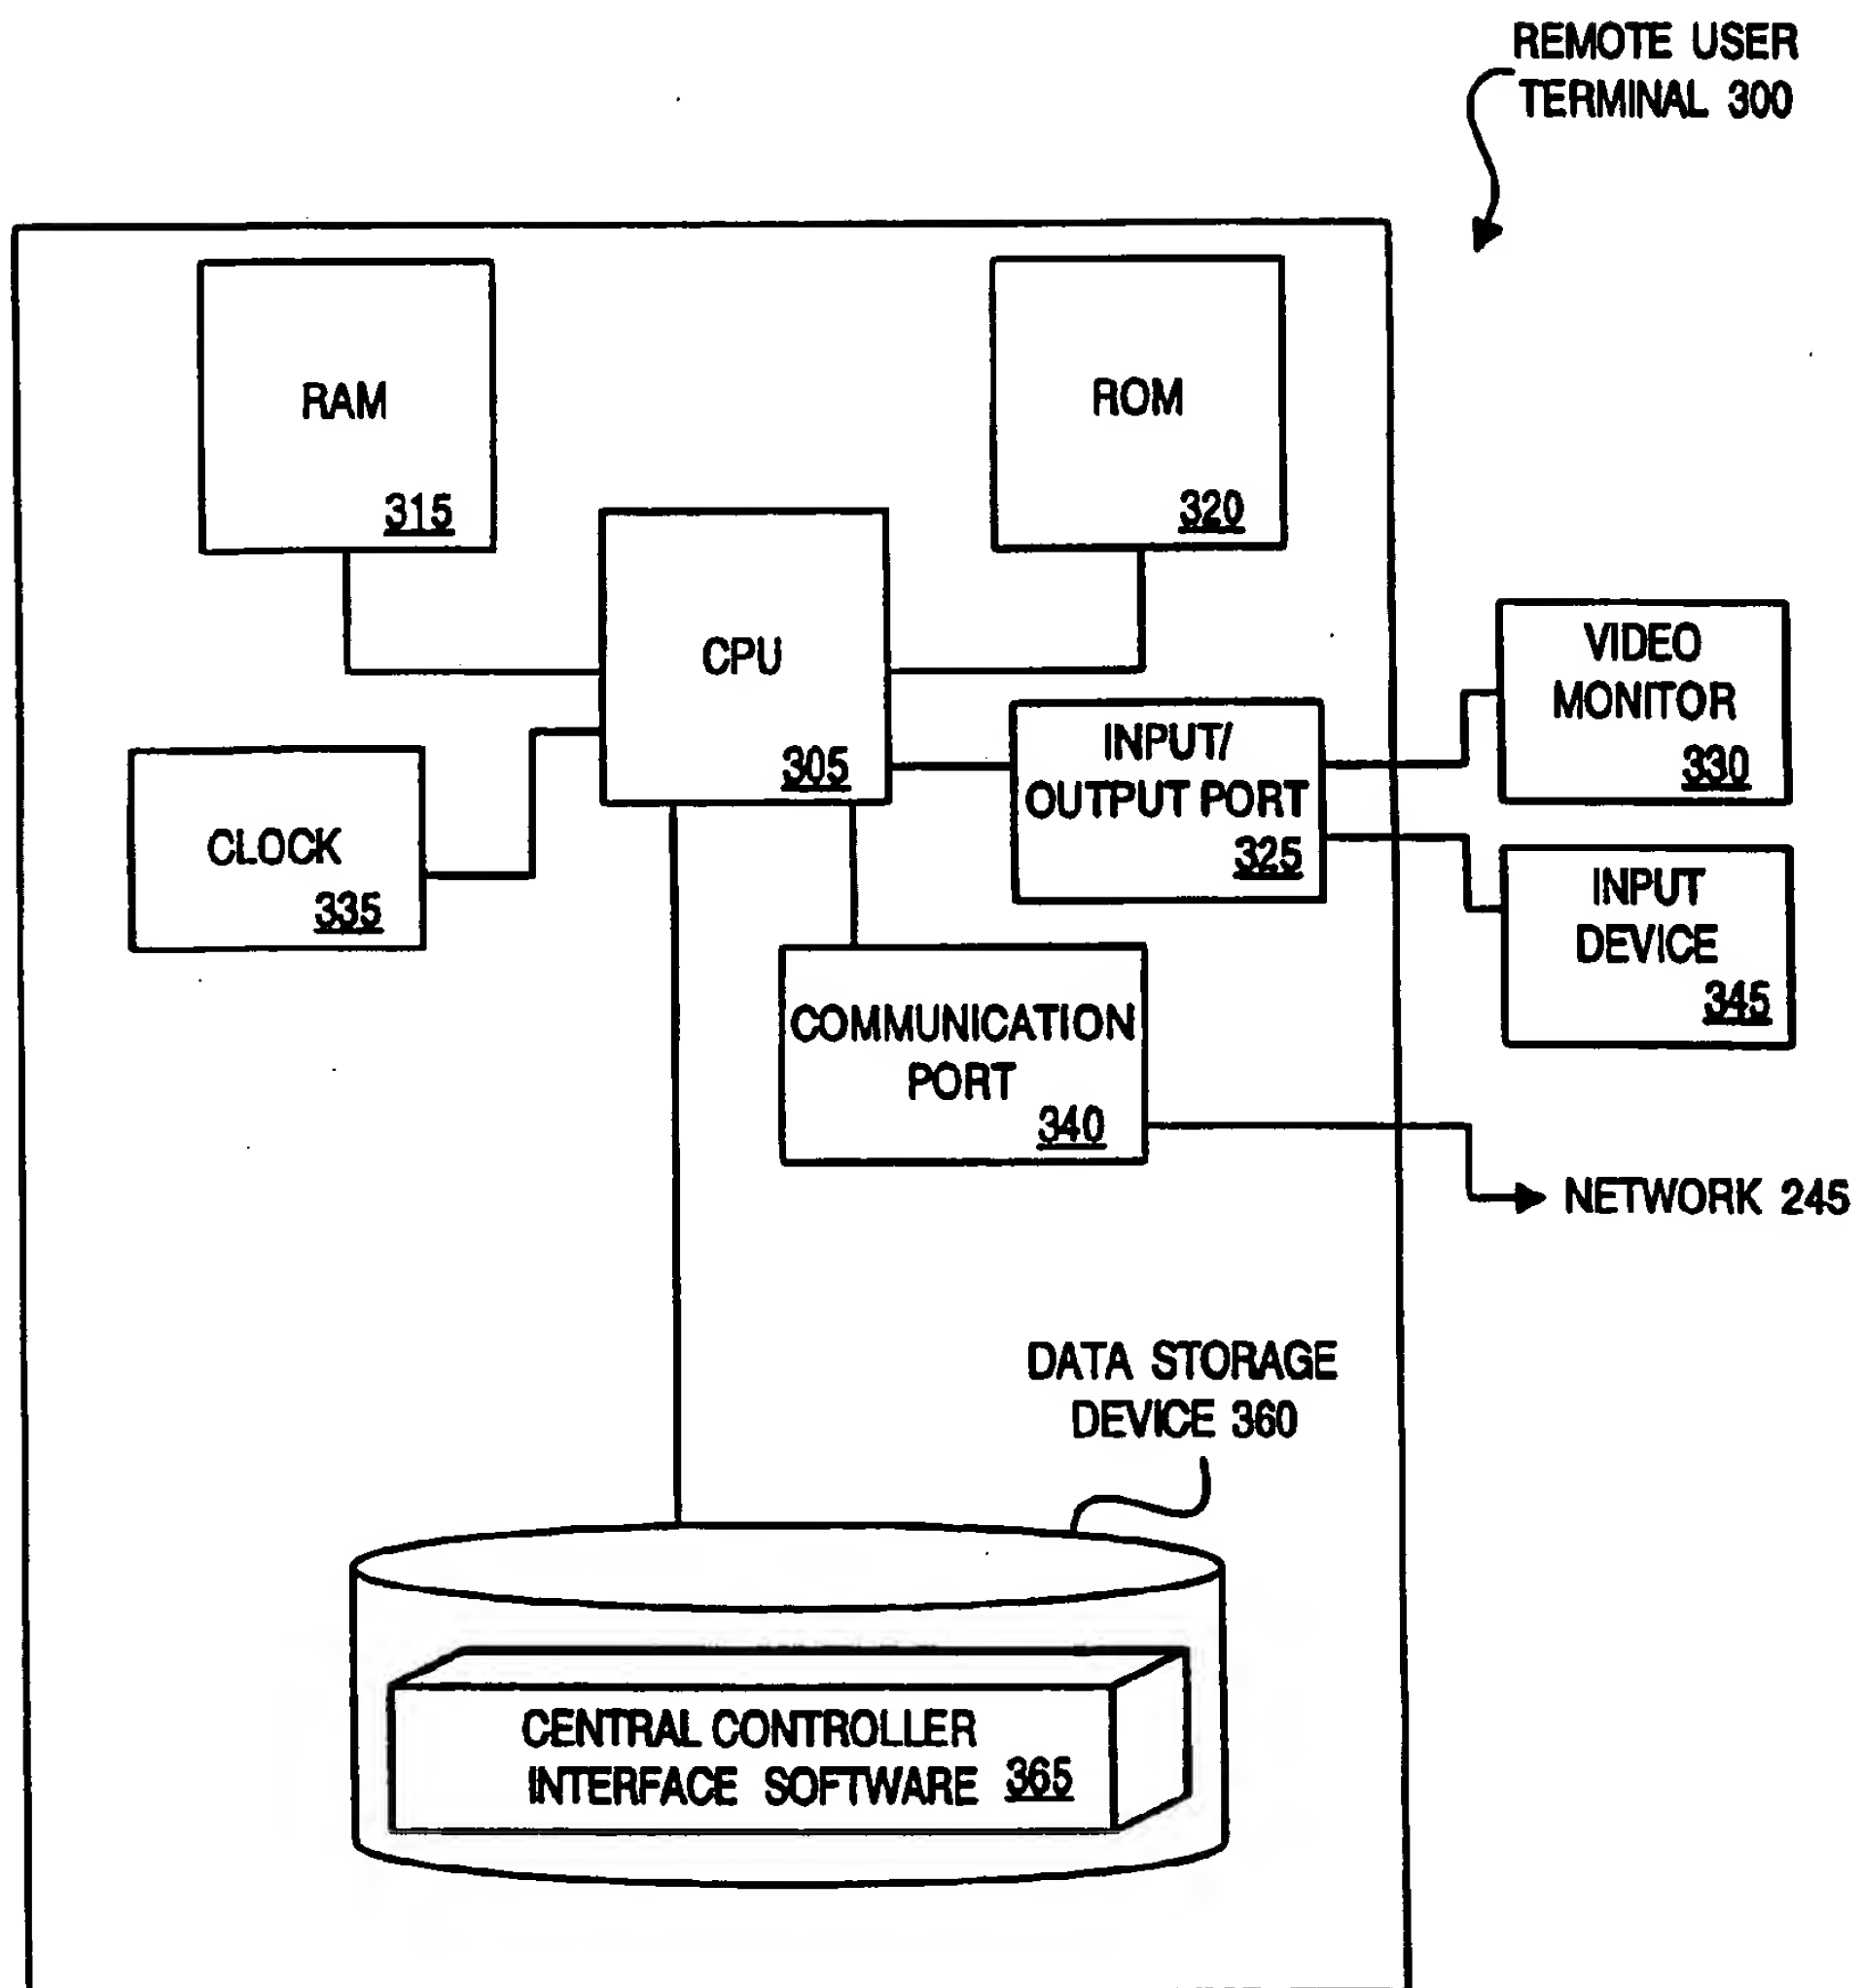 REMOTE USER
TERMINAL 300
RAM
315
ROM
320
CPU
305
VIDEO
MONITOR
330
INPUT/
OUTPUT PORT
325
CLOCK
335
INPUT
DEVICE
345
COMMUNICATION
PORT
340
NETWORK 245
DATA STORAGE
DEVICE 360
CENTRAL CONTROLLER
INTERFACE SOFTWARE 365